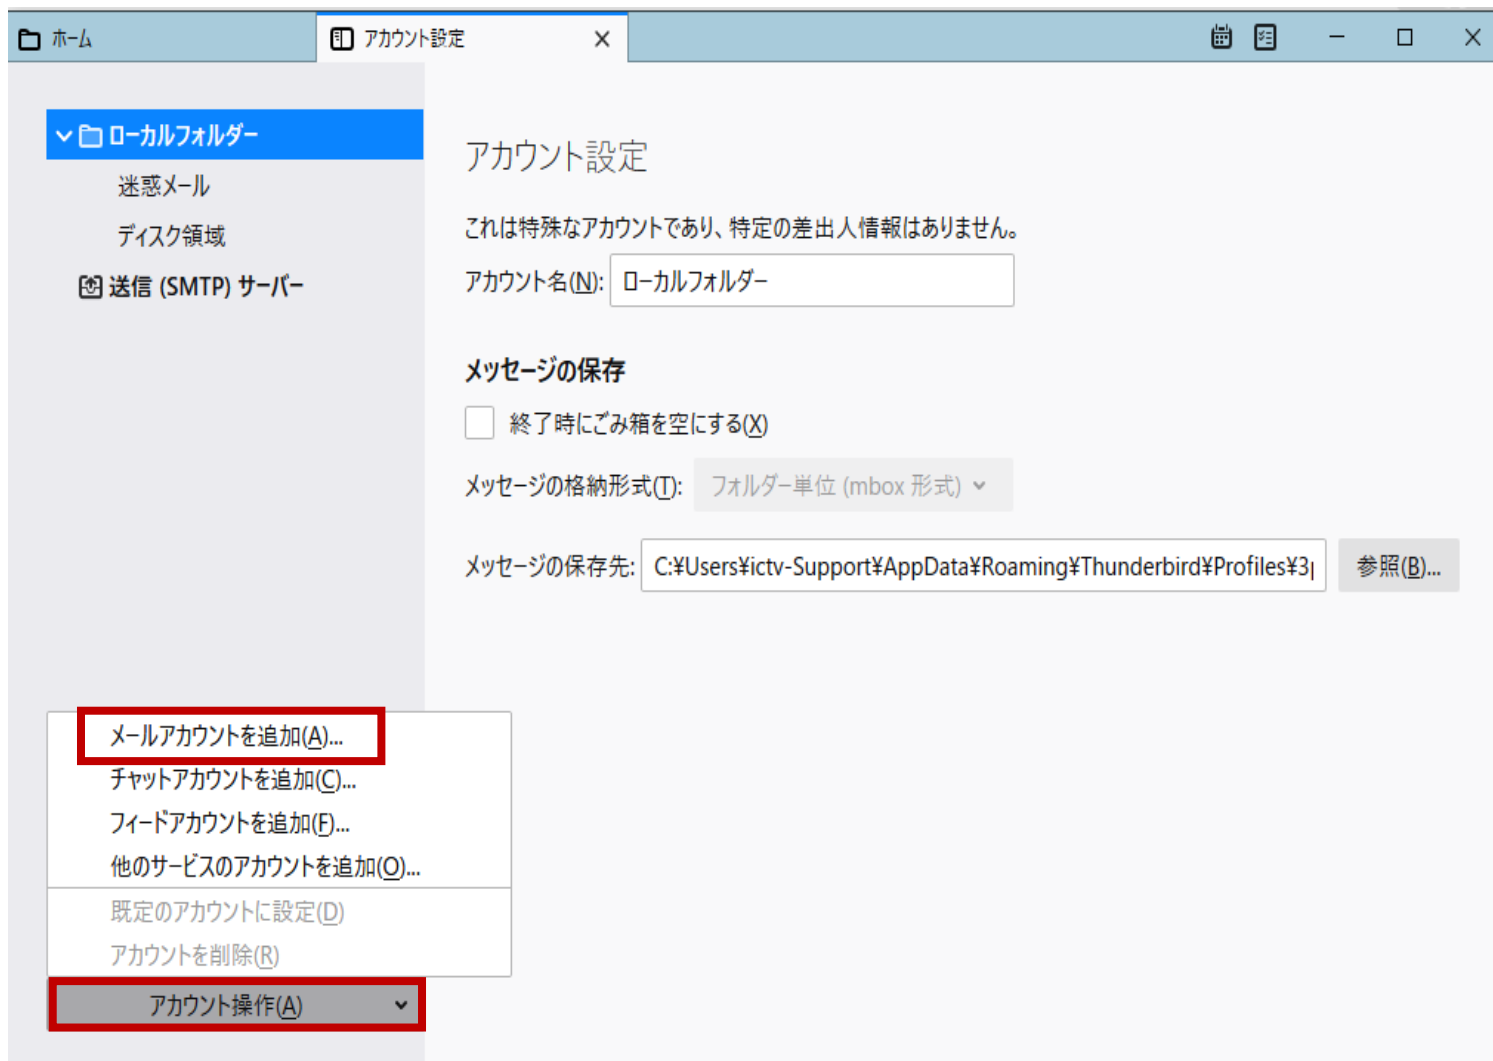 ホーム
アカウント設定
ローカルフォルダー
迷惑メール
ディスク領域
送信 (SMTP) サーバー
アカウント設定
これは特殊なアカウントであり、特定の差出人情報はありません。
アカウント名(N): ローカルフォルダー
メッセージの保存
終了時にごみ箱を空にする(X)
メッセージの格納形式(T): フォルダー単位 (mbox 形式)
メッセージの保存先: C:¥Users¥ictv-Support¥AppData¥Roaming¥Thunderbird¥Profiles¥3p 参照(B)...
メールアカウントを追加(A)...
チャットアカウントを追加(C)...
フィードアカウントを追加(F)...
他のサービスのアカウントを追加(O)...
既定のアカウントに設定(D)
アカウントを削除(R)
アカウント操作(A)